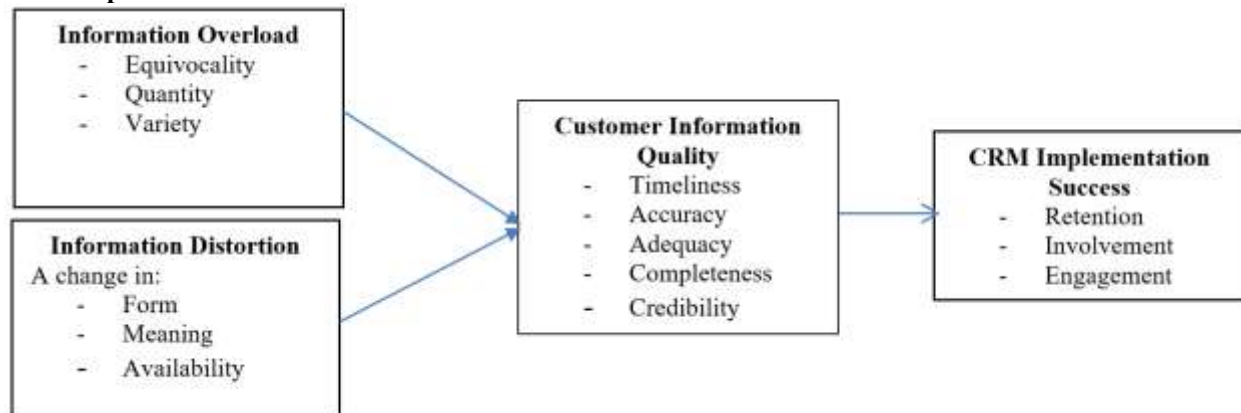 Information Overload
- Equivocality
- Quantity
- Variety
Information Distortion
A change in:
- Form
- Meaning
- Availability
Customer Information
Quality
- Timeliness
- Accuracy
- Adequacy
- Completeness
- Credibility
CRM Implementation
Success
- Retention
- Involvement
- Engagement